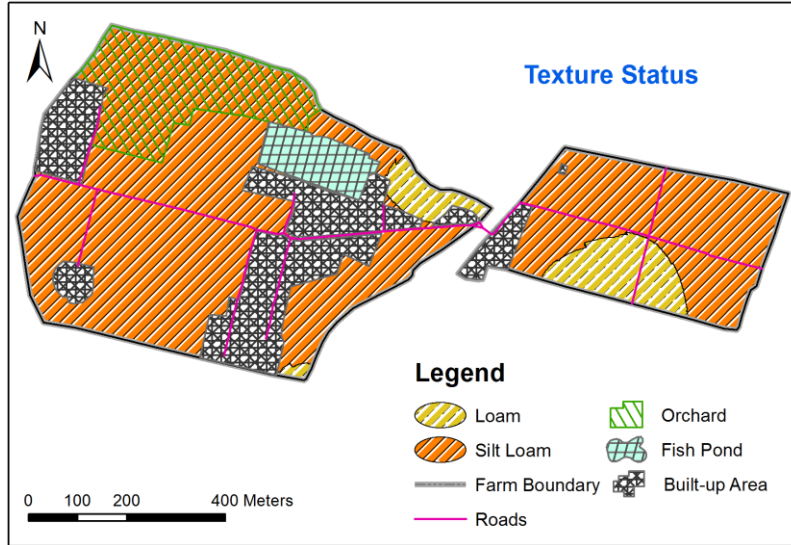 N
Texture Status
Legend
Loam
Orchard
Silt Loam
Fish Pond
Farm Boundary
Built-up Area
Roads
0 100 200 400 Meters